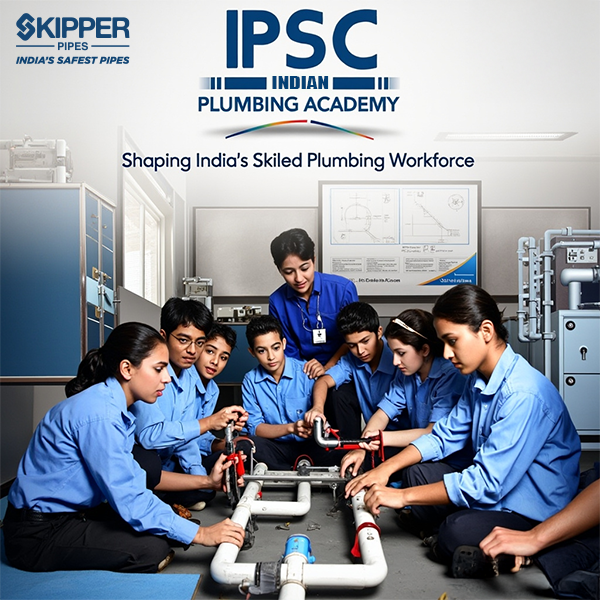 SKIPPER
PIPES
INDIA'S SAFEST PIPES
IPSC
INDIAN
PLUMBING ACADEMY
Shaping India's Skiled Plumbing Workforce